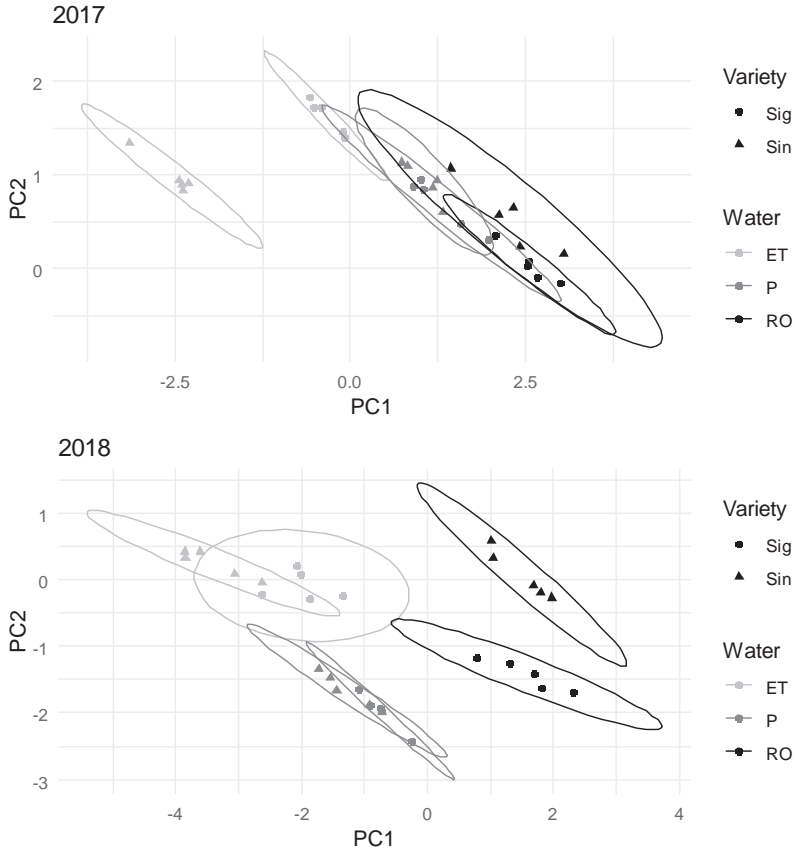 2017
2
1
0
PC2
-2.5
0.0
2.5
PC1
Variety
Sig
Sin
Water
ET
P
RO
2018
1
0
-1
-2
-3
PC2
-4
-2
0
2
4
PC1
Variety
Sig
Sin
Water
ET
P
RO